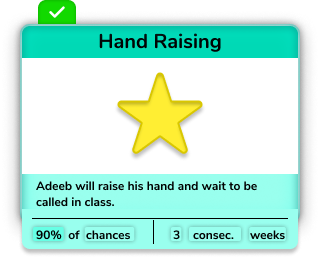 Hand Raising
Adeeb will raise his hand and wait to be
called in class.
90% of chances 3 consec. weeks